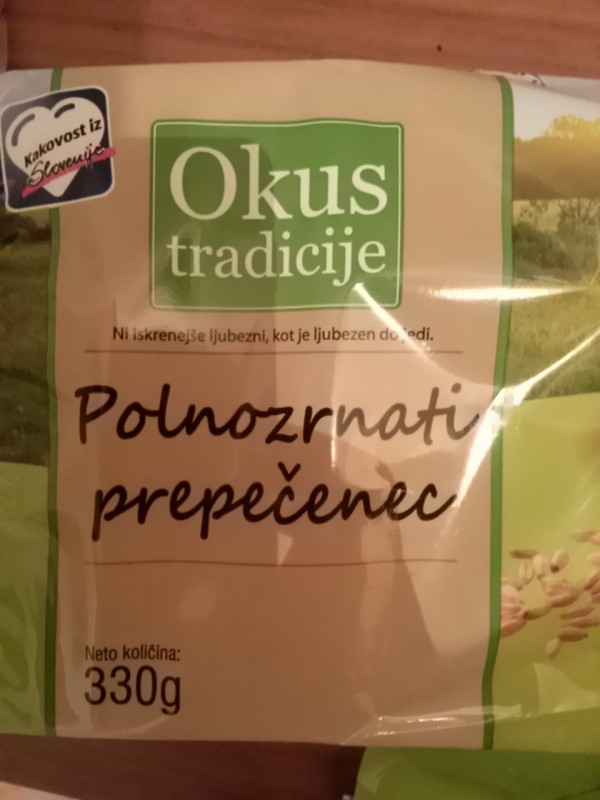 Kakovost iz
Slovenije
Okus
tradicije
Ni iskrenejše ljubezni, kot je ljubezen do jedi.
Polnozrnati
prepečenec
Neto količina:
330g